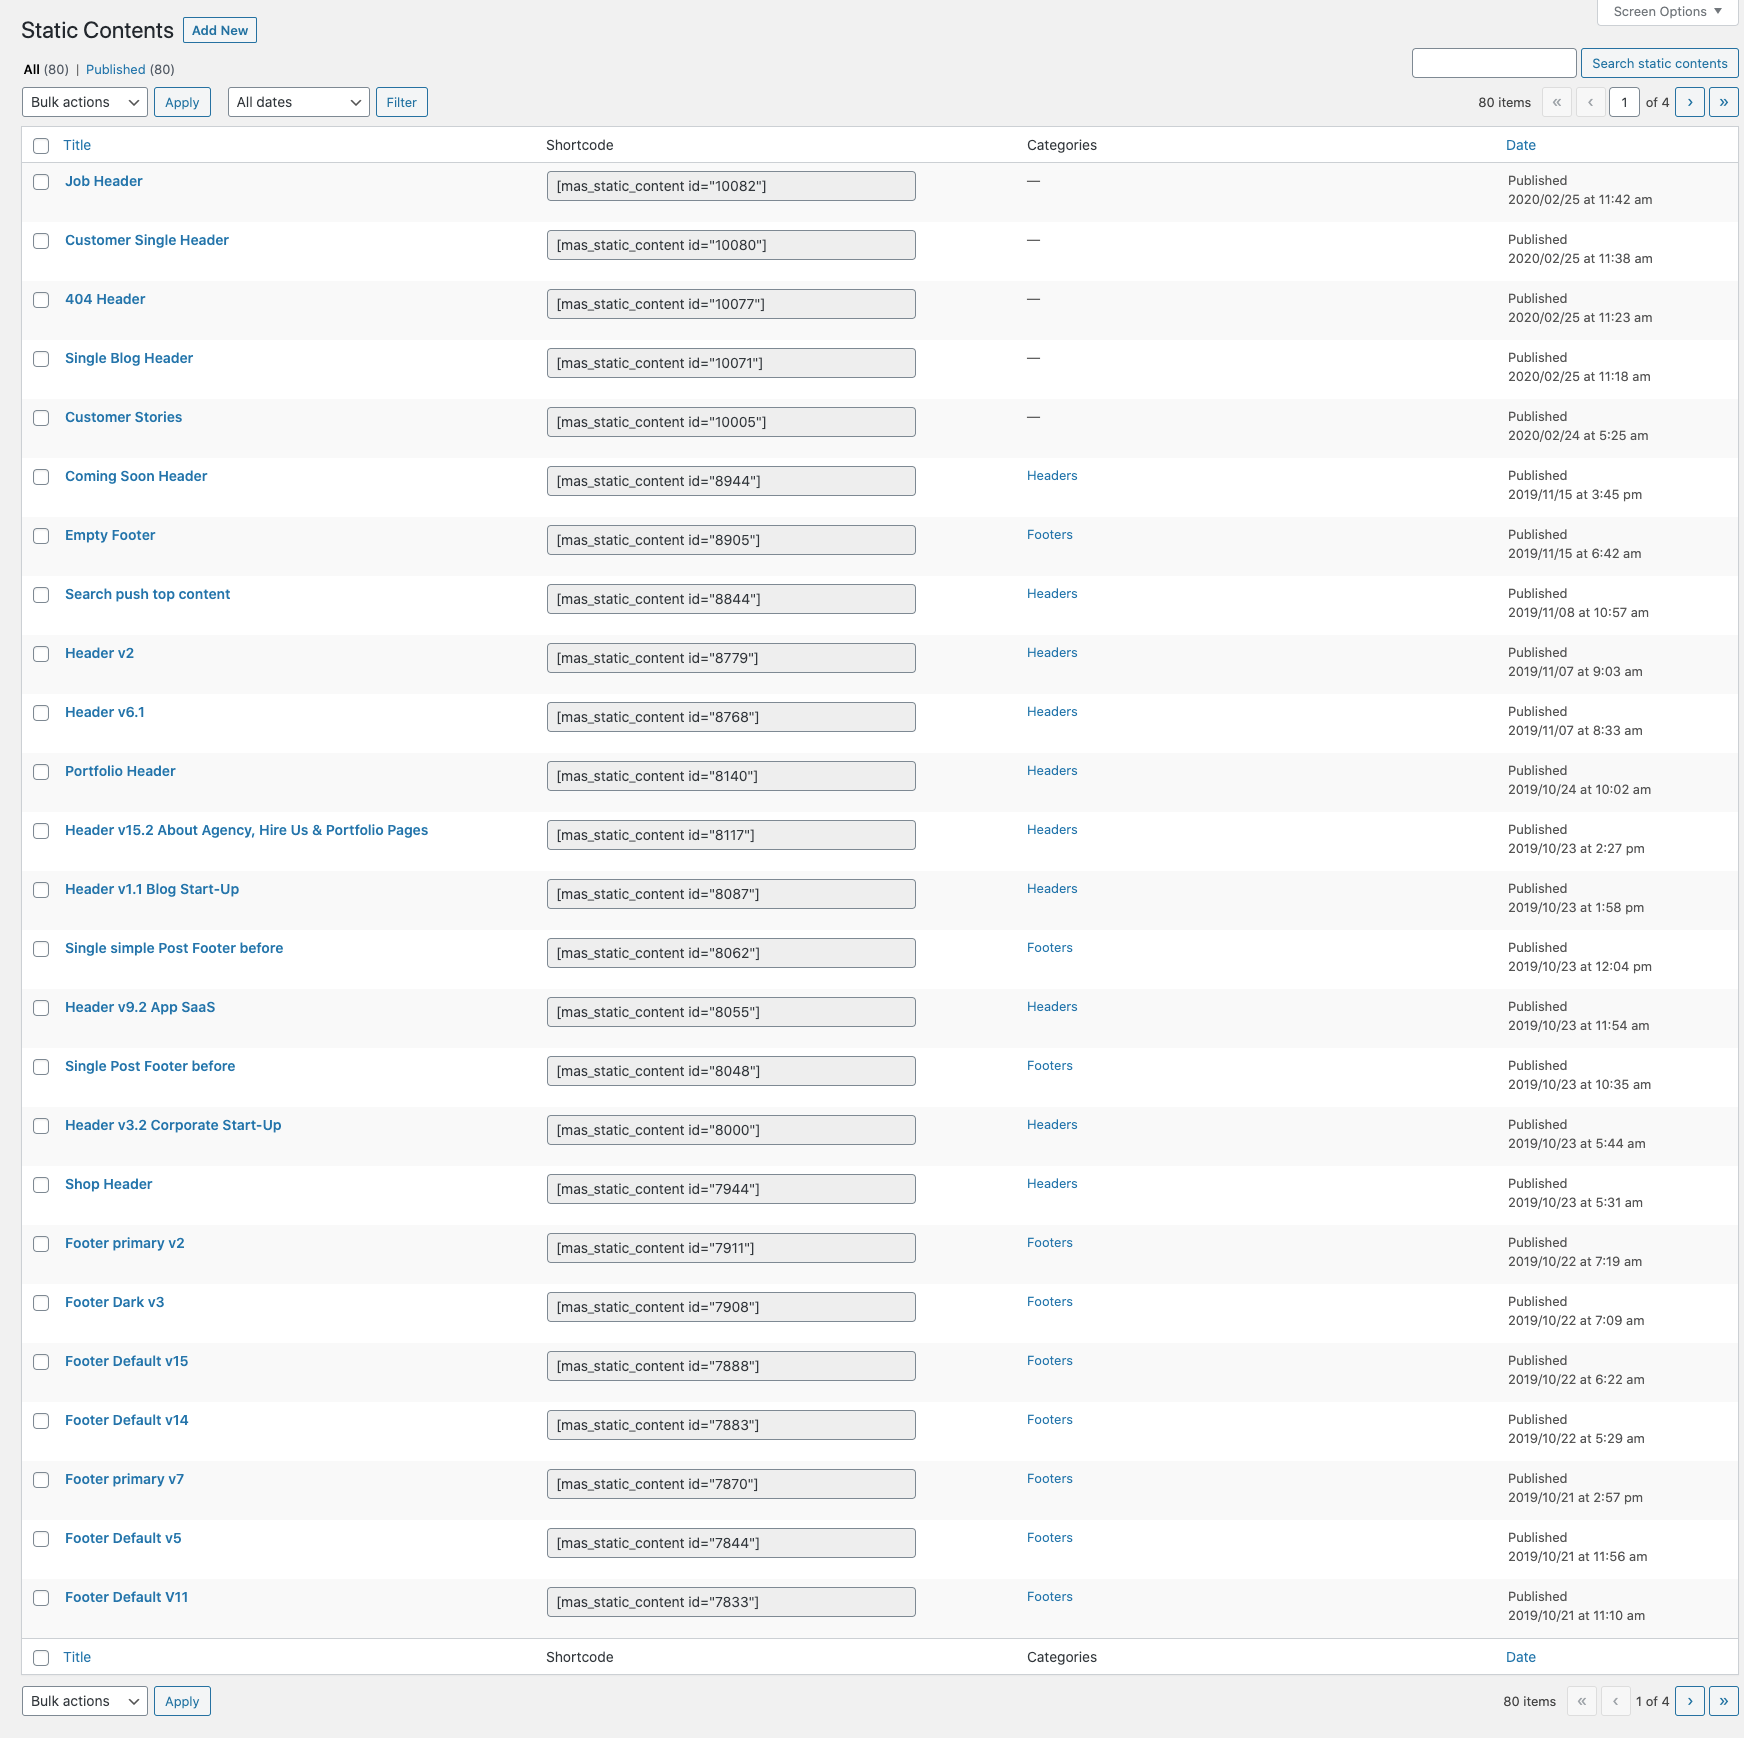 Screen Options ▼
Static Contents Add New
All (80) | Published (80)
Search static contents
Bulk actions Apply All dates Filter 80 items « ‹ 1 of 4 › »
Title Shortcode Categories Date
Job Header [mas_static_content id="10082"] — Published
2020/02/25 at 11:42 am
Customer Single Header [mas_static_content id="10080"] — Published
2020/02/25 at 11:38 am
404 Header [mas_static_content id="10077"] — Published
2020/02/25 at 11:23 am
Single Blog Header [mas_static_content id="10071"] — Published
2020/02/25 at 11:18 am
Customer Stories [mas_static_content id="10005"] — Published
2020/02/24 at 5:25 am
Coming Soon Header [mas_static_content id="8944"] Headers Published
2019/11/15 at 3:45 pm
Empty Footer [mas_static_content id="8905"] Footers Published
2019/11/15 at 6:42 am
Search push top content [mas_static_content id="8844"] Headers Published
2019/11/08 at 10:57 am
Header v2 [mas_static_content id="8779"] Headers Published
2019/11/07 at 9:03 am
Header v6.1 [mas_static_content id="8768"] Headers Published
2019/11/07 at 8:33 am
Portfolio Header [mas_static_content id="8140"] Headers Published
2019/10/24 at 10:02 am
Header v15.2 About Agency, Hire Us & Portfolio Pages [mas_static_content id="8117"] Headers Published
2019/10/23 at 2:27 pm
Header v1.1 Blog Start-Up [mas_static_content id="8087"] Headers Published
2019/10/23 at 1:58 pm
Single simple Post Footer before [mas_static_content id="8062"] Footers Published
2019/10/23 at 12:04 pm
Header v9.2 App SaaS [mas_static_content id="8055"] Headers Published
2019/10/23 at 11:54 am
Single Post Footer before [mas_static_content id="8048"] Footers Published
2019/10/23 at 10:35 am
Header v3.2 Corporate Start-Up [mas_static_content id="8000"] Headers Published
2019/10/23 at 5:44 am
Shop Header [mas_static_content id="7944"] Headers Published
2019/10/23 at 5:31 am
Footer primary v2 [mas_static_content id="7911"] Footers Published
2019/10/22 at 7:19 am
Footer Dark v3 [mas_static_content id="7908"] Footers Published
2019/10/22 at 7:09 am
Footer Default v15 [mas_static_content id="7888"] Footers Published
2019/10/22 at 6:22 am
Footer Default v14 [mas_static_content id="7883"] Footers Published
2019/10/22 at 5:29 am
Footer primary v7 [mas_static_content id="7870"] Footers Published
2019/10/21 at 2:57 pm
Footer Default v5 [mas_static_content id="7844"] Footers Published
2019/10/21 at 11:56 am
Footer Default V11 [mas_static_content id="7833"] Footers Published
2019/10/21 at 11:10 am
Title Shortcode Categories Date
Bulk actions Apply 80 items « ‹ 1 of 4 › »